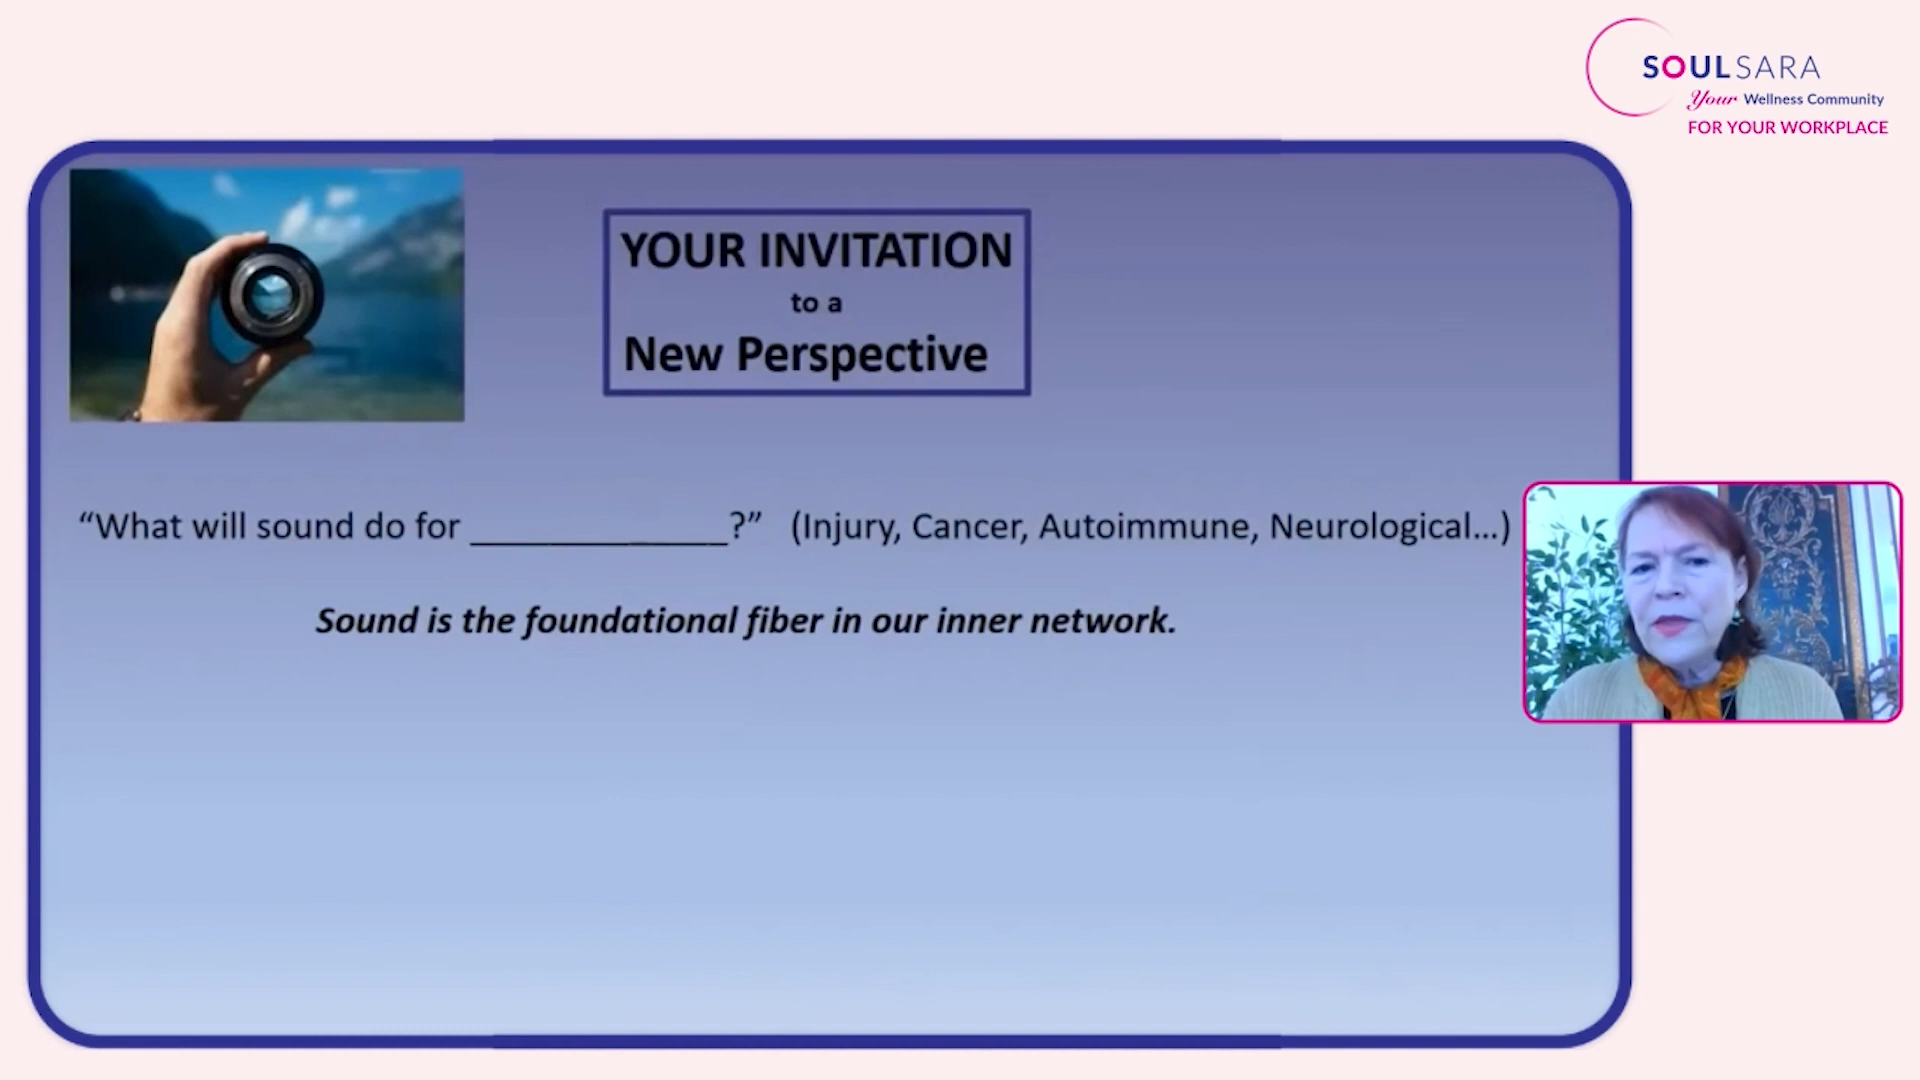 SOULSARA
Your Wellness Community
FOR YOUR WORKPLACE
YOUR INVITATION
to a
New Perspective
“What will sound do for _____________?” (Injury, Cancer, Autoimmune, Neurological...)
Sound is the foundational fiber in our inner network.